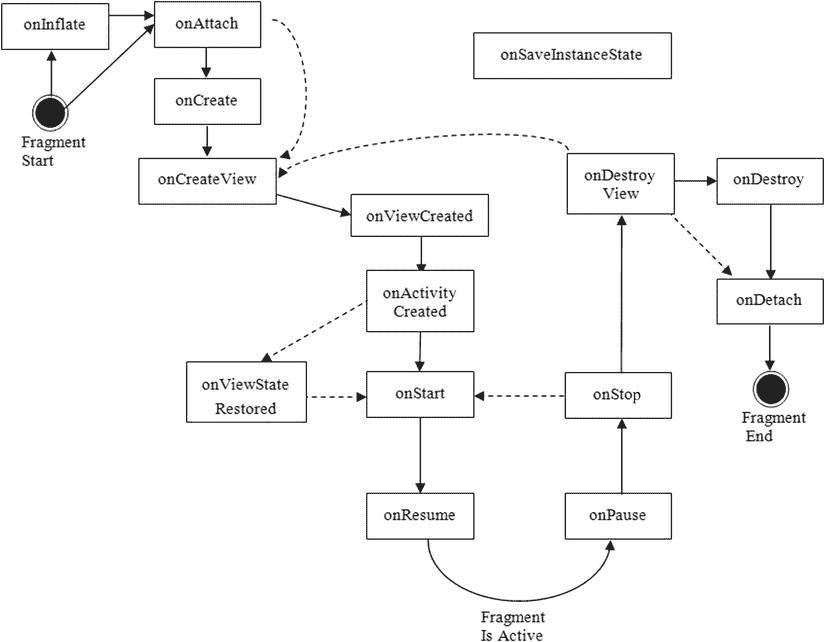 onInflate
onAttach
onSaveInstanceState
onCreate
Fragment
Start
onCreateView
onDestroy
View
onDestroy
onViewCreated
onActivity
Created
onDetach
onViewState
Restored
onStart
onStop
Fragment
End
onResume
onPause
Fragment
Is Active